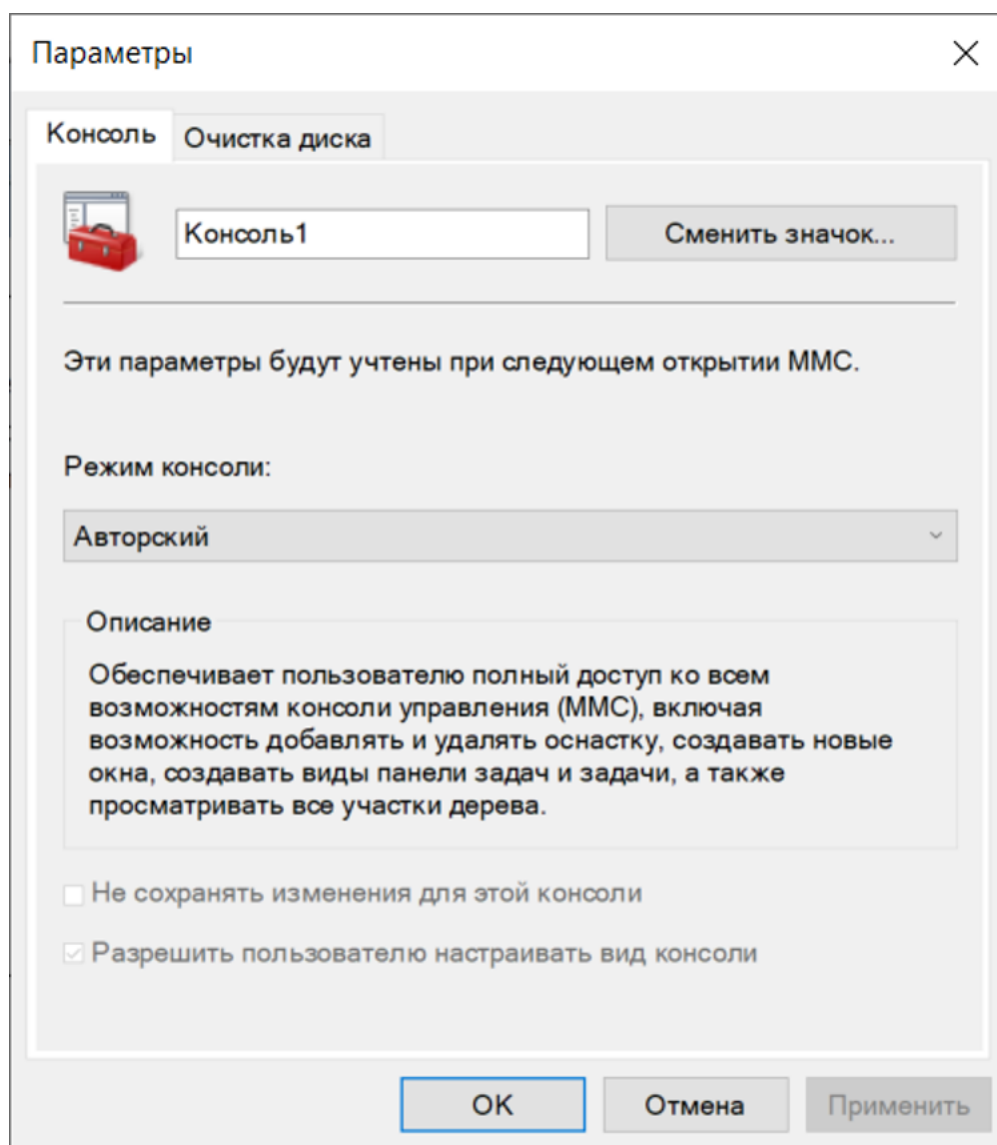 Параметры
Консоль
Очистка диска
Консоль1
Сменить значок...
Эти параметры будут учтены при следующем открытии MMC.
Режим консоли:
Авторский
Описание
Обеспечивает пользователю полный доступ ко всем
возможностям консоли управления (MMC), включая
возможность добавлять и удалять оснастку, создавать новые
окна, создавать виды панели задач и задачи, а также
просматривать все участки дерева.
Не сохранять изменения для этой консоли
Разрешить пользователю настраивать вид консоли
OK
Отмена
Применить